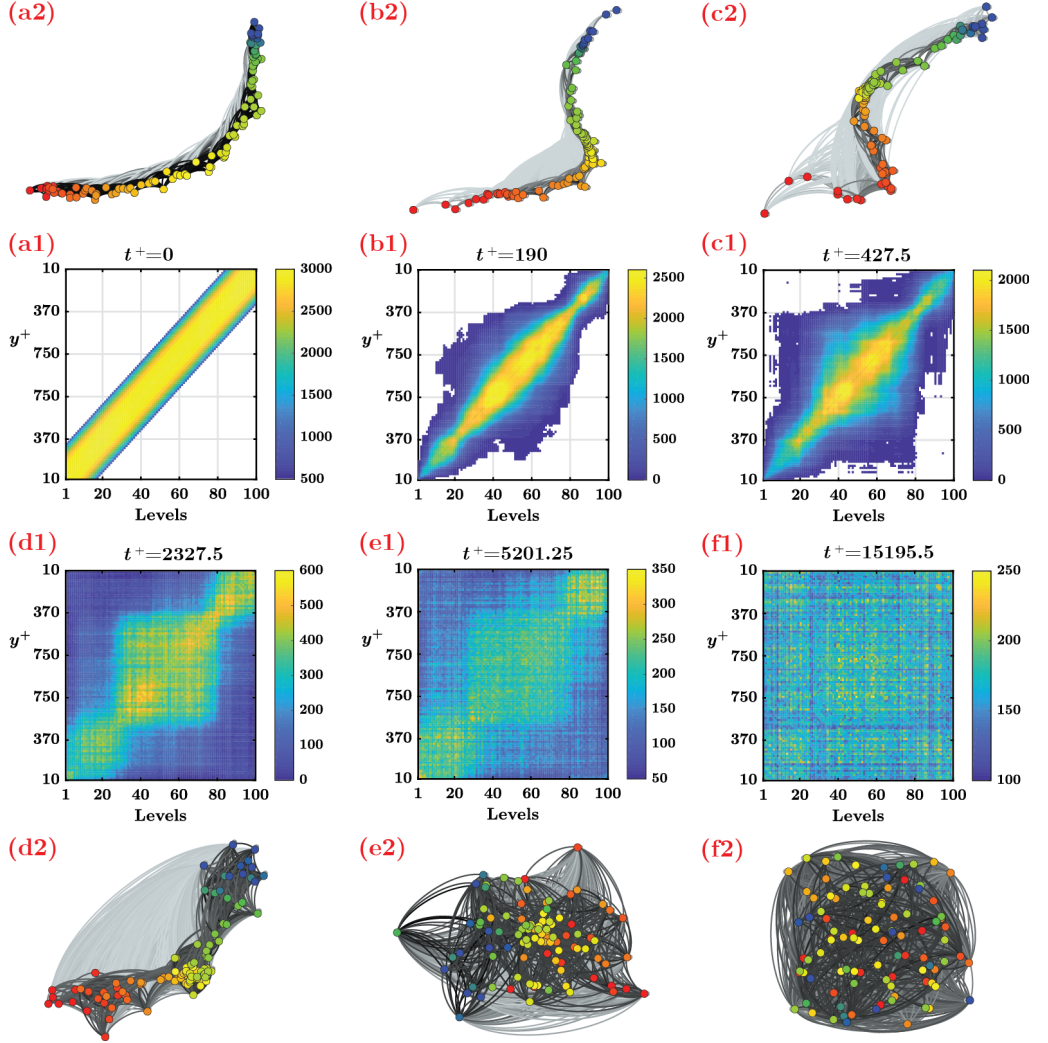 (a2) (b2) (c2)
(a1) (b1) (c1)
t⁺=0 t⁺=190 t⁺=427.5
10 3000 10 2500 10 2000
370 2500 370 2000 370 1500
y⁺ 2000 y⁺ 1500 y⁺ 1000
750 1500 750 1000 750 500
750 1000 750 500 750 0
370 500 370 0 370
10 10 10
1 20 40 60 80 100 1 20 40 60 80 100 1 20 40 60 80 100
Levels Levels Levels
(d1) (e1) (f1)
t⁺=2327.5 t⁺=5201.25 t⁺=15195.5
10 600 10 350 10 250
370 500 370 300 370 200
y⁺ 400 y⁺ 250 y⁺ 150
750 300 750 200 750 100
750 200 750 150 750
370 100 370 100 370
10 0 10 50 10
1 20 40 60 80 100 1 20 40 60 80 100 1 20 40 60 80 100
Levels Levels Levels
(d2) (e2) (f2)